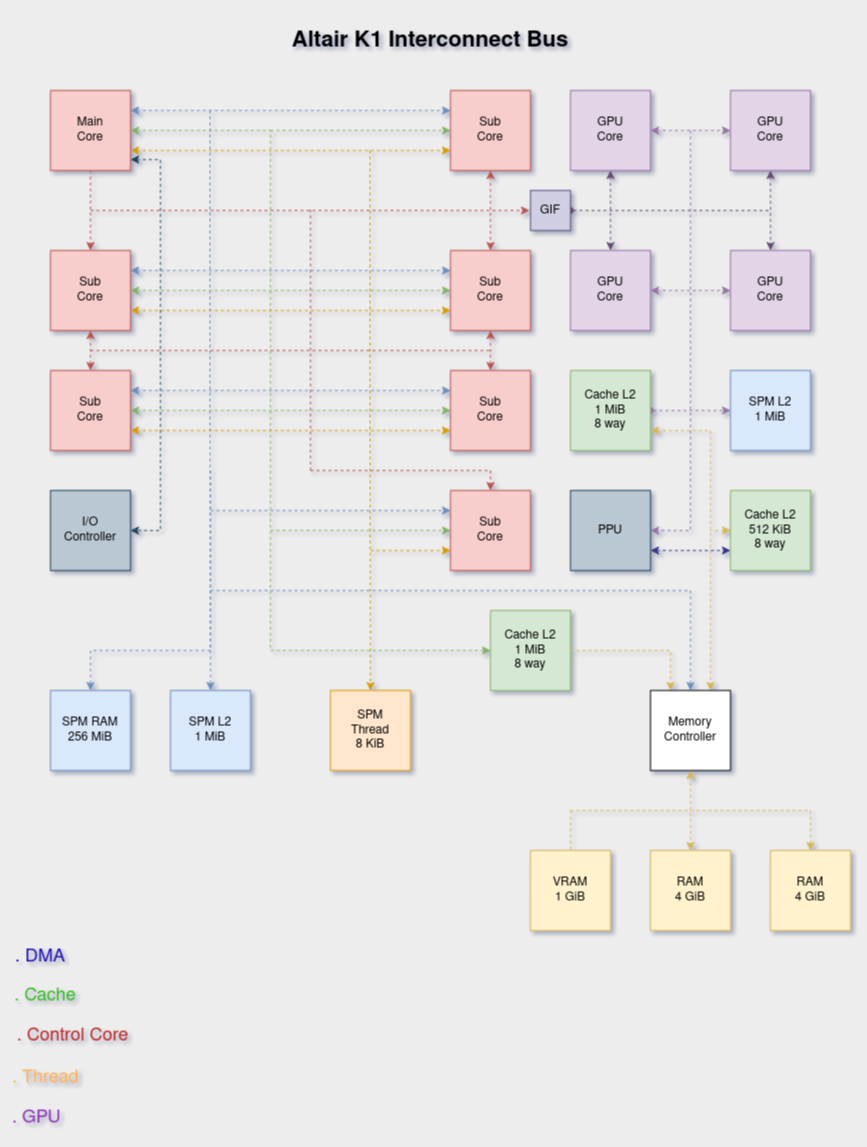 Altair K1 Interconnect Bus
Main
Core
Sub
Core
GPU
Core
GPU
Core
GIF
Sub
Core
Sub
Core
GPU
Core
GPU
Core
Sub
Core
Sub
Core
Cache L2
1 MiB
8 way
SPM L2
1 MiB
I/O
Controller
Sub
Core
PPU
Cache L2
512 KiB
8 way
Cache L2
1 MiB
8 way
SPM RAM
256 MiB
SPM L2
1 MiB
SPM
Thread
8 KiB
Memory
Controller
VRAM
1 GiB
RAM
4 GiB
RAM
4 GiB
. DMA
. Cache
. Control Core
. Thread
. GPU